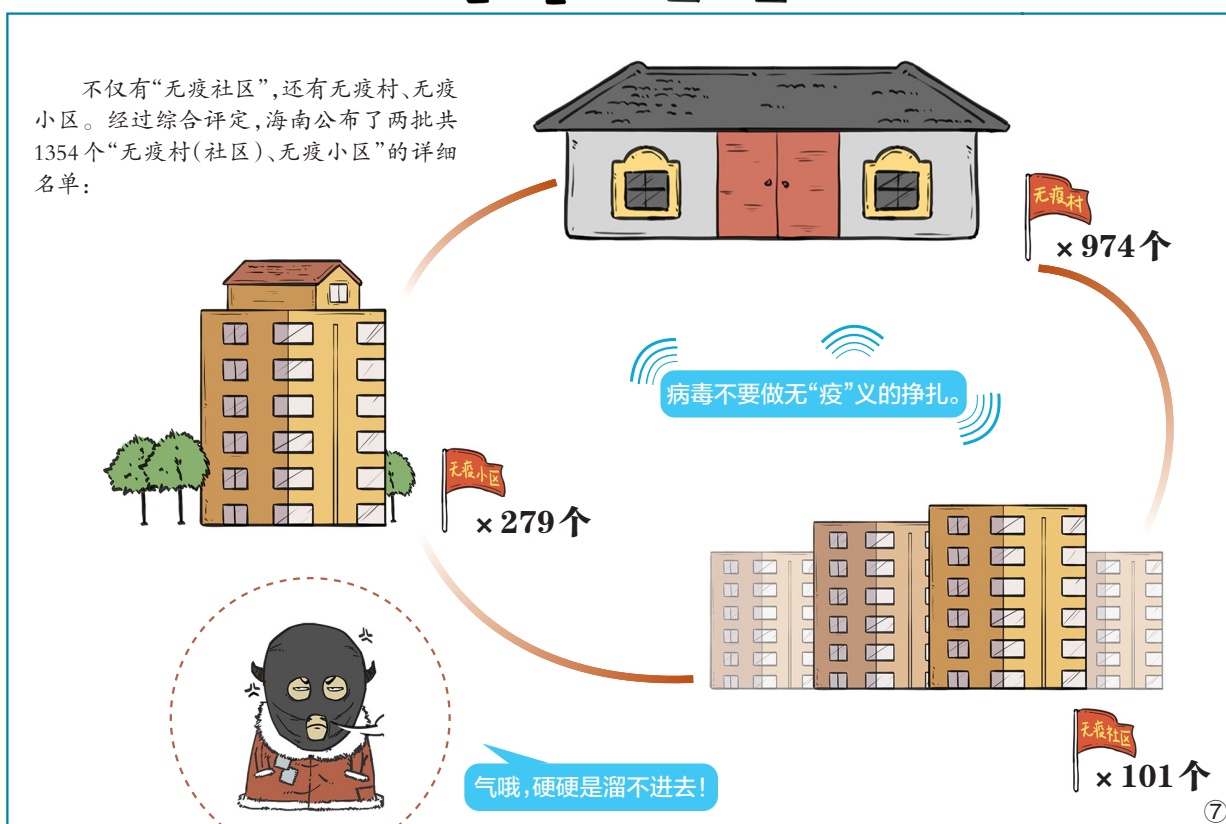 不仅有“无疫社区”,还有无疫村、无疫
小区。经过综合评定,海南公布了两批共
1354个“无疫村(社区)、无疫小区”的详细
名单:
无疫村
×974个
病毒不要做无“疫”义的挣扎。
无疫小区
×279个
无疫社区
×101个
气哦,硬硬是溜不进去!
⑦